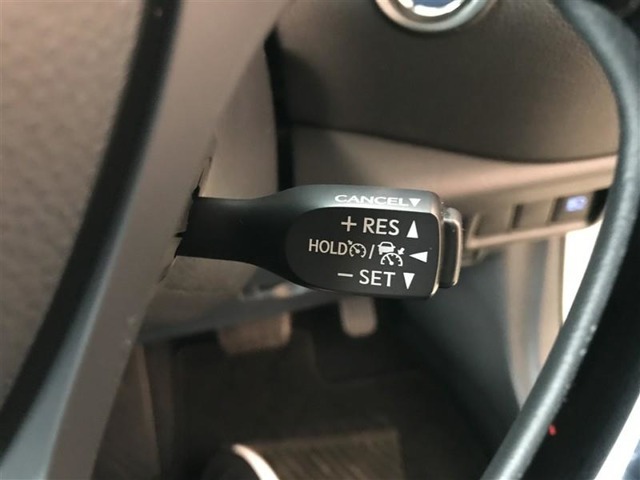 CANCEL▼
+ RES ▲
HOLD / ◀
− SET ▼